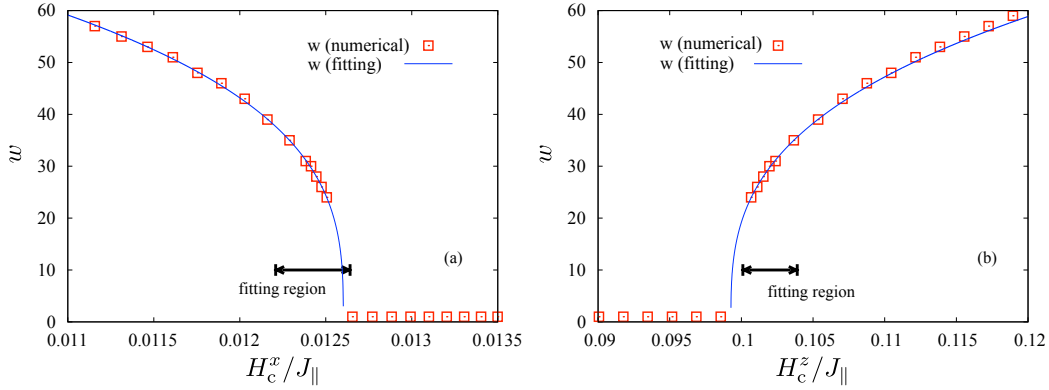 60
50
40
30
20
10
0
w
w (numerical)
w (fitting)
(a)
fitting region
0.011 0.0115 0.012 0.0125 0.013 0.0135
H_c^x/J_∥
60
50
40
30
20
10
0
w
w (numerical)
w (fitting)
(b)
fitting region
0.09 0.095 0.1 0.105 0.11 0.115 0.12
H_c^z/J_∥